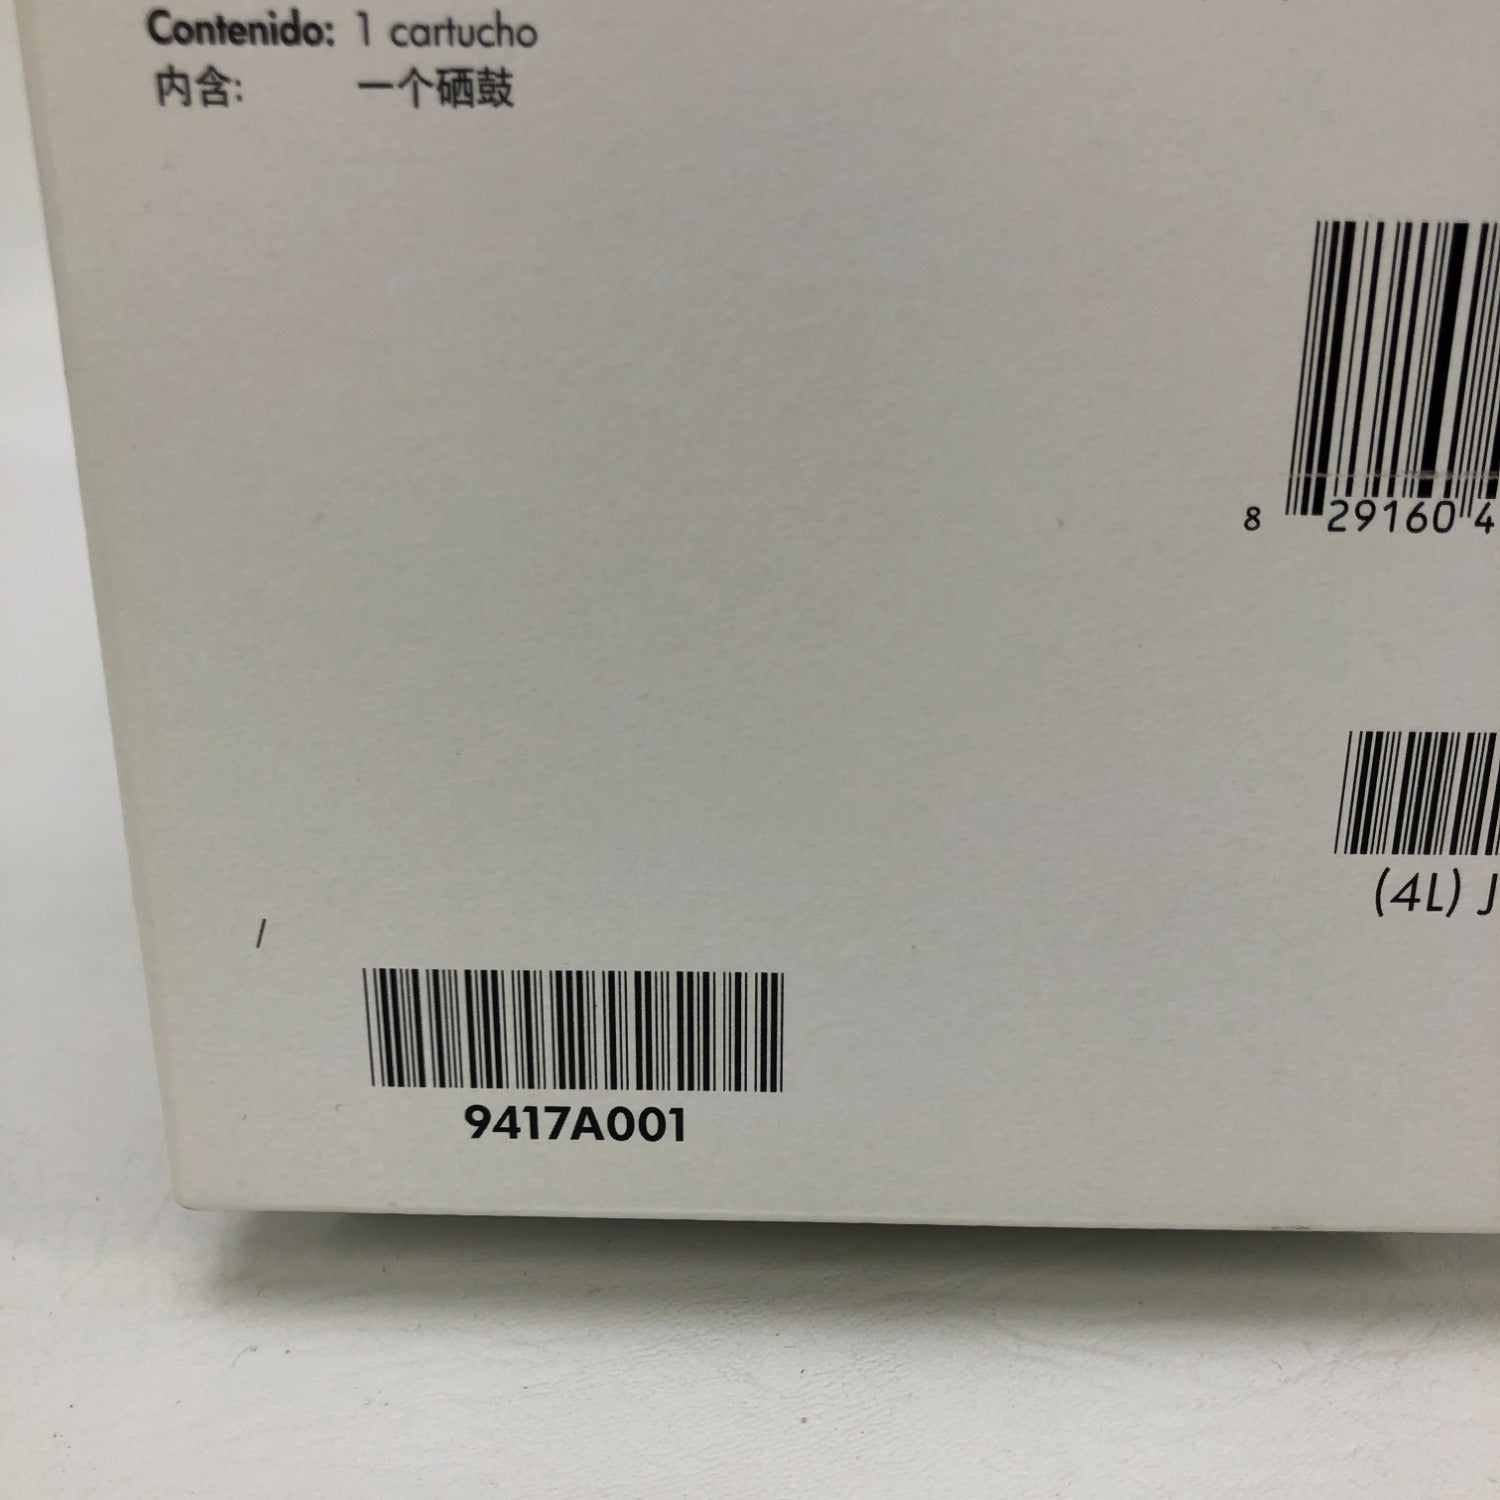 Contenido: 1 cartucho
内含: 一个硒鼓
8 29160 4
(4L) J
/
9417A001